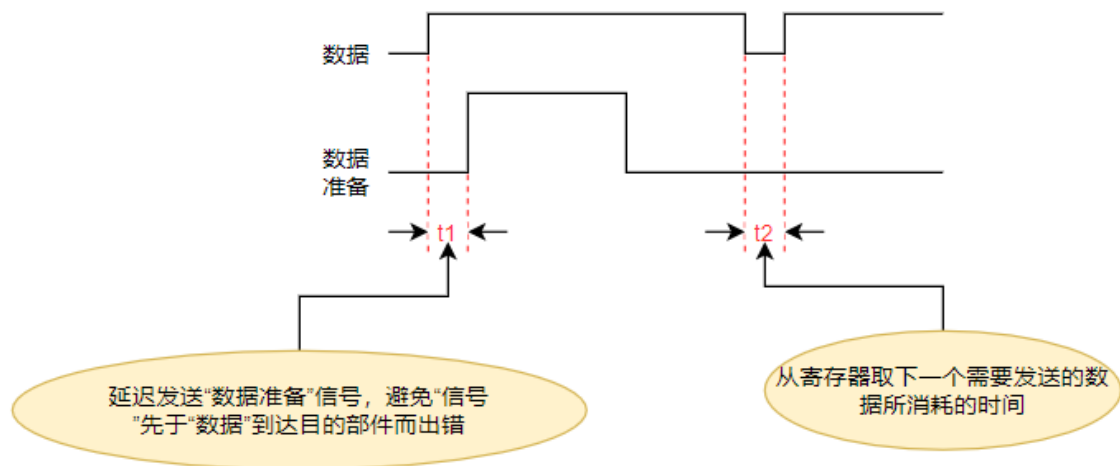 数据
数据
准备
t1
t2
延迟发送“数据准备”信号，避免“信号
”先于“数据”到达目的部件而出错
从寄存器取下一个需要发送的数
据所消耗的时间